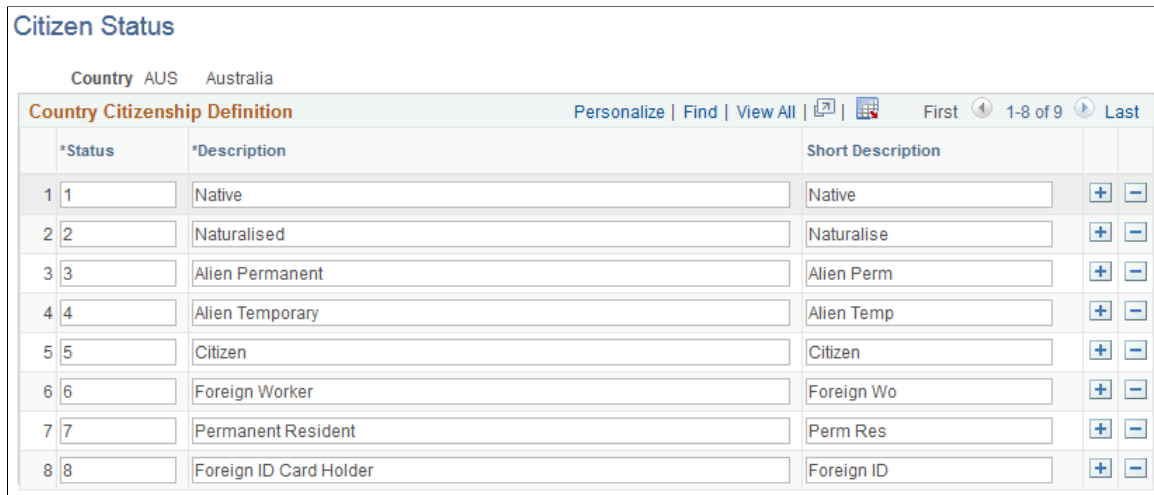 Citizen Status
Country AUS Australia
Country Citizenship Definition Personalize | Find | View All | | First 1-8 of 9 Last
*Status *Description Short Description
1 1 Native Native
2 2 Naturalised Naturalise
3 3 Alien Permanent Alien Perm
4 4 Alien Temporary Alien Temp
5 5 Citizen Citizen
6 6 Foreign Worker Foreign Wo
7 7 Permanent Resident Perm Res
8 8 Foreign ID Card Holder Foreign ID